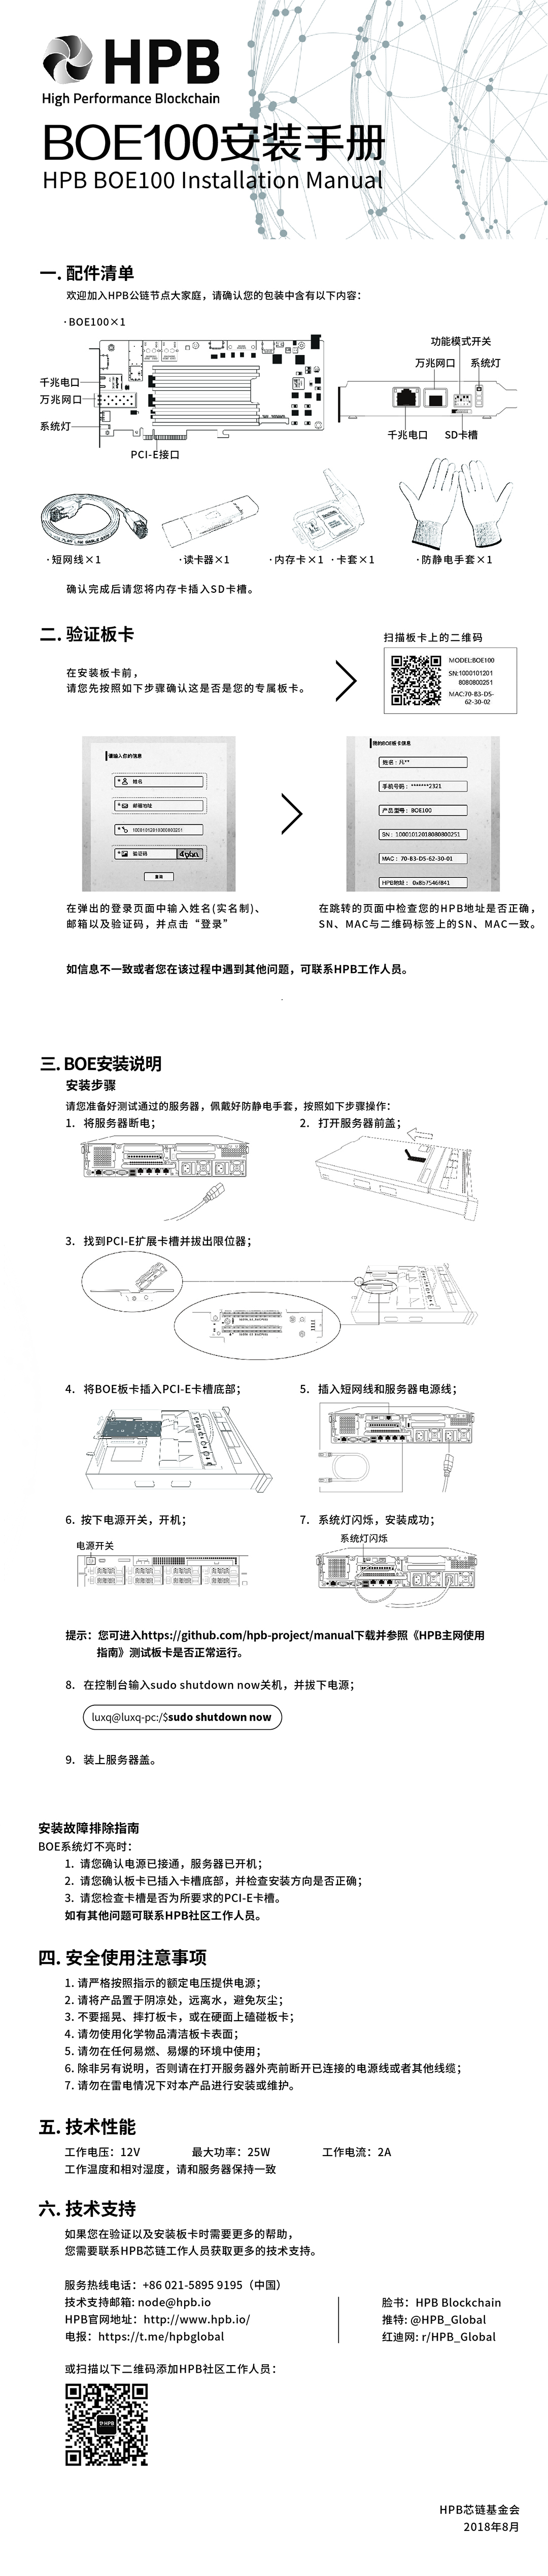 HPB
High Performance Blockchain
BOE100安装手册
HPB BOE100 Installation Manual
一. 配件清单
欢迎加入HPB公链节点大家庭，请确认您的包装中含有以下内容：
·BOE100×1
千兆电口
万兆网口
系统灯
PCI-E接口
功能模式开关
万兆网口
系统灯
千兆电口
SD卡槽
·短网线×1
·读卡器×1
·内存卡×1 ·卡套×1
·防静电手套×1
确认完成后请您将内存卡插入SD卡槽。
二. 验证板卡
在安装板卡前，
请您先按照如下步骤确认这是否是您的专属板卡。
扫描板卡上的二维码
MODEL:BOE100
SN:1000101201
8080800251
MAC:70-B3-D5-
62-30-02
请输入你的信息
* 姓名
* 邮箱地址
* 10001012018080800251
* 验证码
查询
我的BOE板卡信息
姓名：
手机号码：*******2321
产品型号：BOE100
SN：10001012018080800251
MAC：70-B3-D5-62-30-01
HPB地址：0x8b7546f841
在弹出的登录页面中输入姓名(实名制)、
邮箱以及验证码，并点击“登录”
在跳转的页面中检查您的HPB地址是否正确，
SN、MAC与二维码标签上的SN、MAC一致。
如信息不一致或者您在该过程中遇到其他问题，可联系HPB工作人员。
三. BOE安装说明
安装步骤
请您准备好测试通过的服务器，佩戴好防静电手套，按照如下步骤操作：
1. 将服务器断电；
2. 打开服务器前盖；
3. 找到PCI-E扩展卡槽并拔出限位器；
4. 将BOE板卡插入PCI-E卡槽底部；
5. 插入短网线和服务器电源线；
6. 按下电源开关，开机；
电源开关
7. 系统灯闪烁，安装成功；
系统灯闪烁
提示：您可进入https://github.com/hpb-project/manual下载并参照《HPB主网使用
指南》测试板卡是否正常运行。
8. 在控制台输入sudo shutdown now关机，并拔下电源；
luxq@luxq-pc:/$sudo shutdown now
9. 装上服务器盖。
安装故障排除指南
BOE系统灯不亮时：
1. 请您确认电源已接通，服务器已开机；
2. 请您确认板卡已插入卡槽底部，并检查安装方向是否正确；
3. 请您检查卡槽是否为所要求的PCI-E卡槽。
如有其他问题可联系HPB社区工作人员。
四. 安全使用注意事项
1. 请严格按照指示的额定电压提供电源；
2. 请将产品置于阴凉处，远离水，避免灰尘；
3. 不要摇晃、摔打板卡，或在硬面上磕碰板卡；
4. 请勿使用化学物品清洁板卡表面；
5. 请勿在任何易燃、易爆的环境中使用；
6. 除非另有说明，否则请在打开服务器外壳前断开已连接的电源线或者其他线缆；
7. 请勿在雷电情况下对本产品进行安装或维护。
五. 技术性能
工作电压：12V 最大功率：25W 工作电流：2A
工作温度和相对湿度，请和服务器保持一致
六. 技术支持
如果您在验证以及安装板卡时需要更多的帮助，
您需要联系HPB芯链工作人员获取更多的技术支持。
服务热线电话：+86 021-5895 9195（中国）
技术支持邮箱: node@hpb.io
HPB官网地址：http://www.hpb.io/
电报：https://t.me/hpbglobal
脸书：HPB Blockchain
推特: @HPB_Global
红迪网: r/HPB_Global
或扫描以下二维码添加HPB社区工作人员：
HPB
HPB芯链基金会
2018年8月